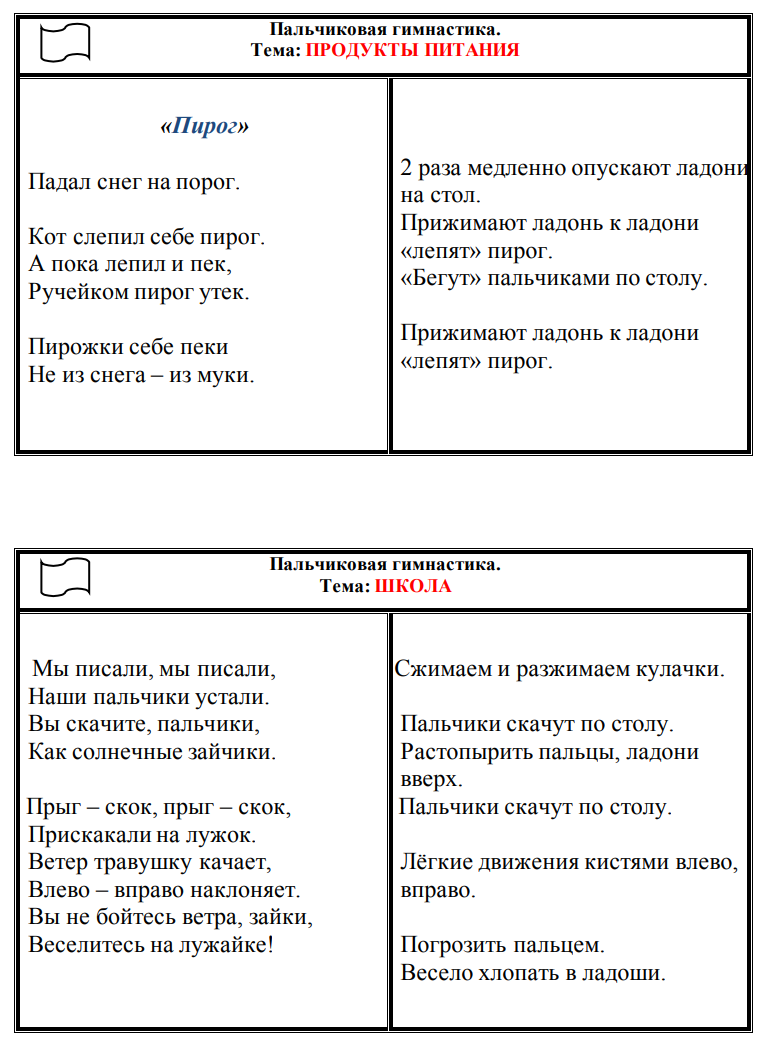 Пальчиковая гимнастика.
Тема: ПРОДУКТЫ ПИТАНИЯ
«Пирог»
Падал снег на порог.
Кот слепил себе пирог.
А пока лепил и пек,
Ручейком пирог утек.
Пирожки себе пеки
Не из снега – из муки.
2 раза медленно опускают ладони
на стол.
Прижимают ладонь к ладони
«лепят» пирог.
«Бегут» пальчиками по столу.
Прижимают ладонь к ладони
«лепят» пирог.
Пальчиковая гимнастика.
Тема: ШКОЛА
Мы писали, мы писали,
Наши пальчики устали.
Вы скачите, пальчики,
Как солнечные зайчики.
Прыг – скок, прыг – скок,
Прискакали на лужок.
Ветер травушку качает,
Влево – вправо наклоняет.
Вы не бойтесь ветра, зайки,
Веселитесь на лужайке!
Сжимаем и разжимаем кулачки.
Пальчики скачут по столу.
Растопырить пальцы, ладони
вверх.
Пальчики скачут по столу.
Лёгкие движения кистями влево,
вправо.
Погрозить пальцем.
Весело хлопать в ладоши.